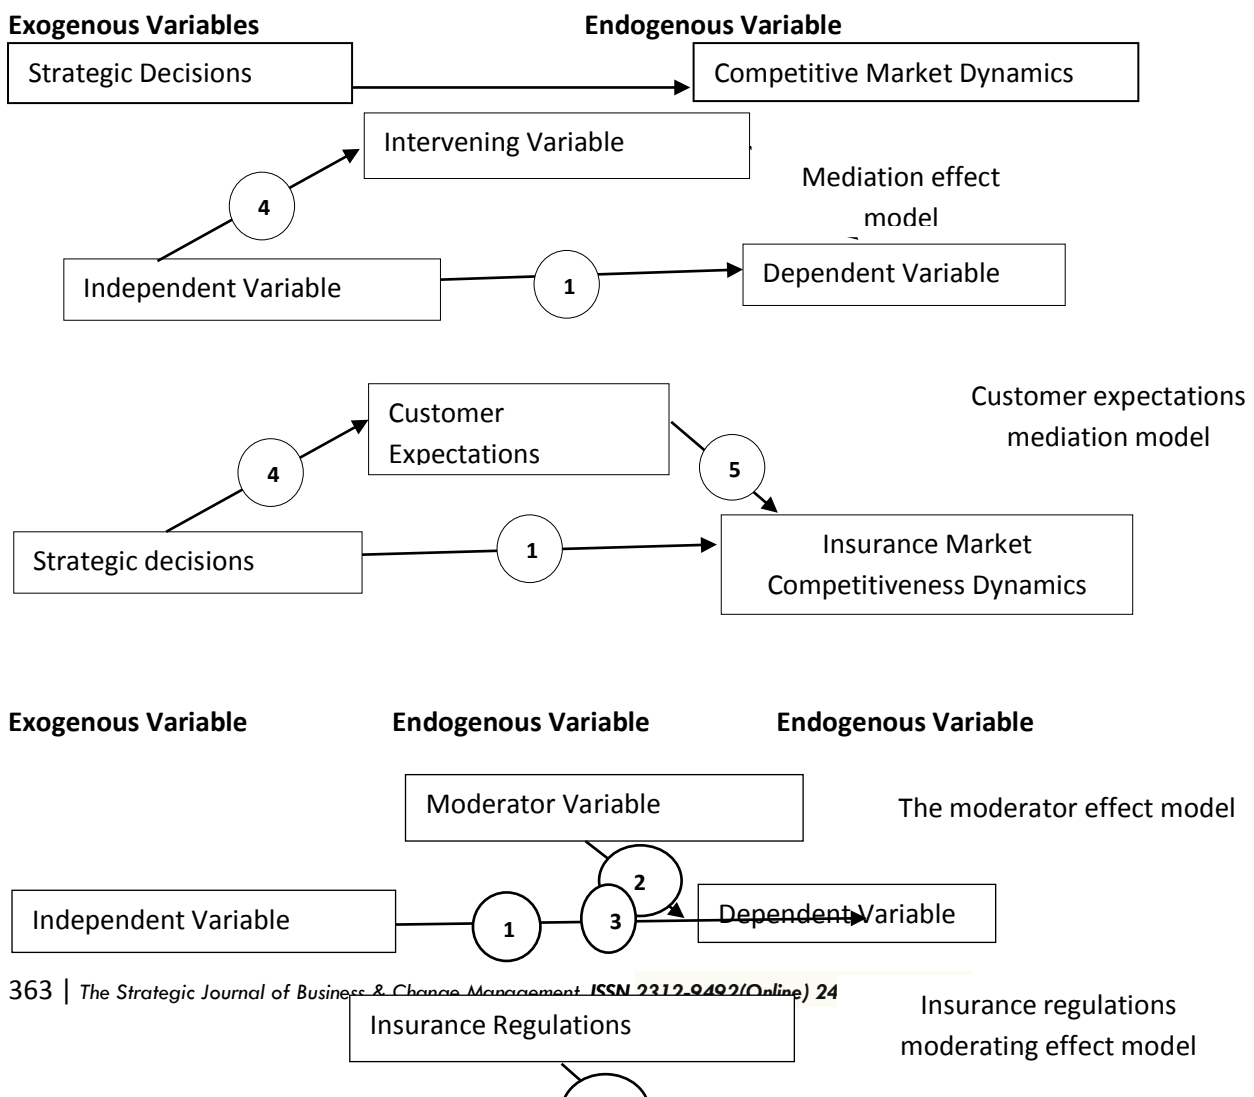 Exogenous Variables Endogenous Variable
Strategic Decisions Competitive Market Dynamics
Intervening Variable
Mediation effect
model
4
Independent Variable 1 Dependent Variable
Customer expectations
mediation model
Customer
Expectations
4 5
Strategic decisions 1 Insurance Market
Competitiveness Dynamics
Exogenous Variable Endogenous Variable Endogenous Variable
Moderator Variable The moderator effect model
2
Independent Variable 1 3 Dependent Variable
363 | The Strategic Journal of Business & Change Management. ISSN 2312-9492(Online) 24
Insurance Regulations
Insurance regulations
moderating effect model